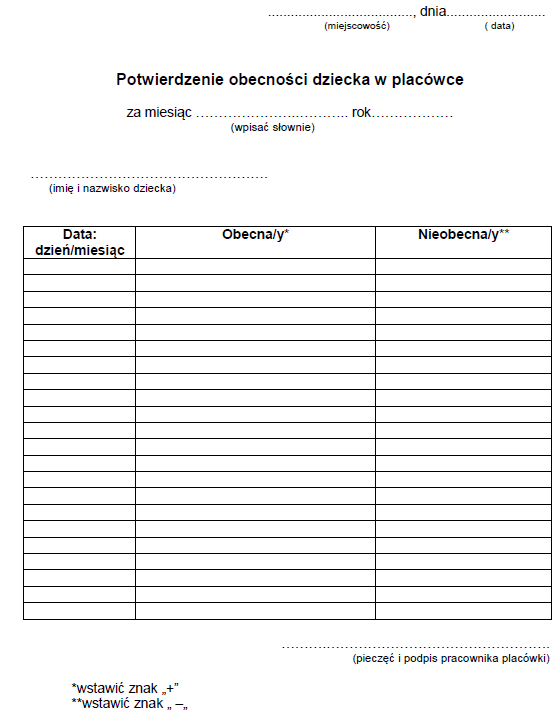 ......................................, dnia..........................
(miejscowość) ( data)
Potwierdzenie obecności dziecka w placówce
za miesiąc ……………………………. rok………………
(wpisać słownie)
……………………………………………
(imię i nazwisko dziecka)
Data: Obecna/y* Nieobecna/y**
dzień/miesiąc
…………………………………………………
(pieczęć i podpis pracownika placówki)
*wstawić znak „+”
**wstawić znak „ –„